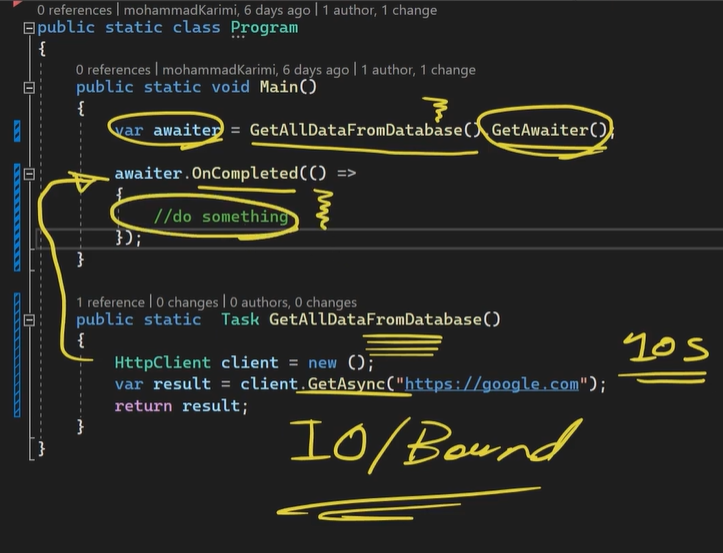 0 references | mohammadKarimi, 6 days ago | 1 author, 1 change
public static class Program
{
0 references | mohammadKarimi, 6 days ago | 1 author, 1 change
public static void Main()
{
var awaiter = GetAllDataFromDatabase().GetAwaiter();
awaiter.OnCompleted(() =>
{
//do something
});
}
1 reference | 0 changes | 0 authors, 0 changes
public static Task GetAllDataFromDatabase()
{
HttpClient client = new ();
var result = client.GetAsync("https://google.com");
return result;
}
}
10s
IO/Bound